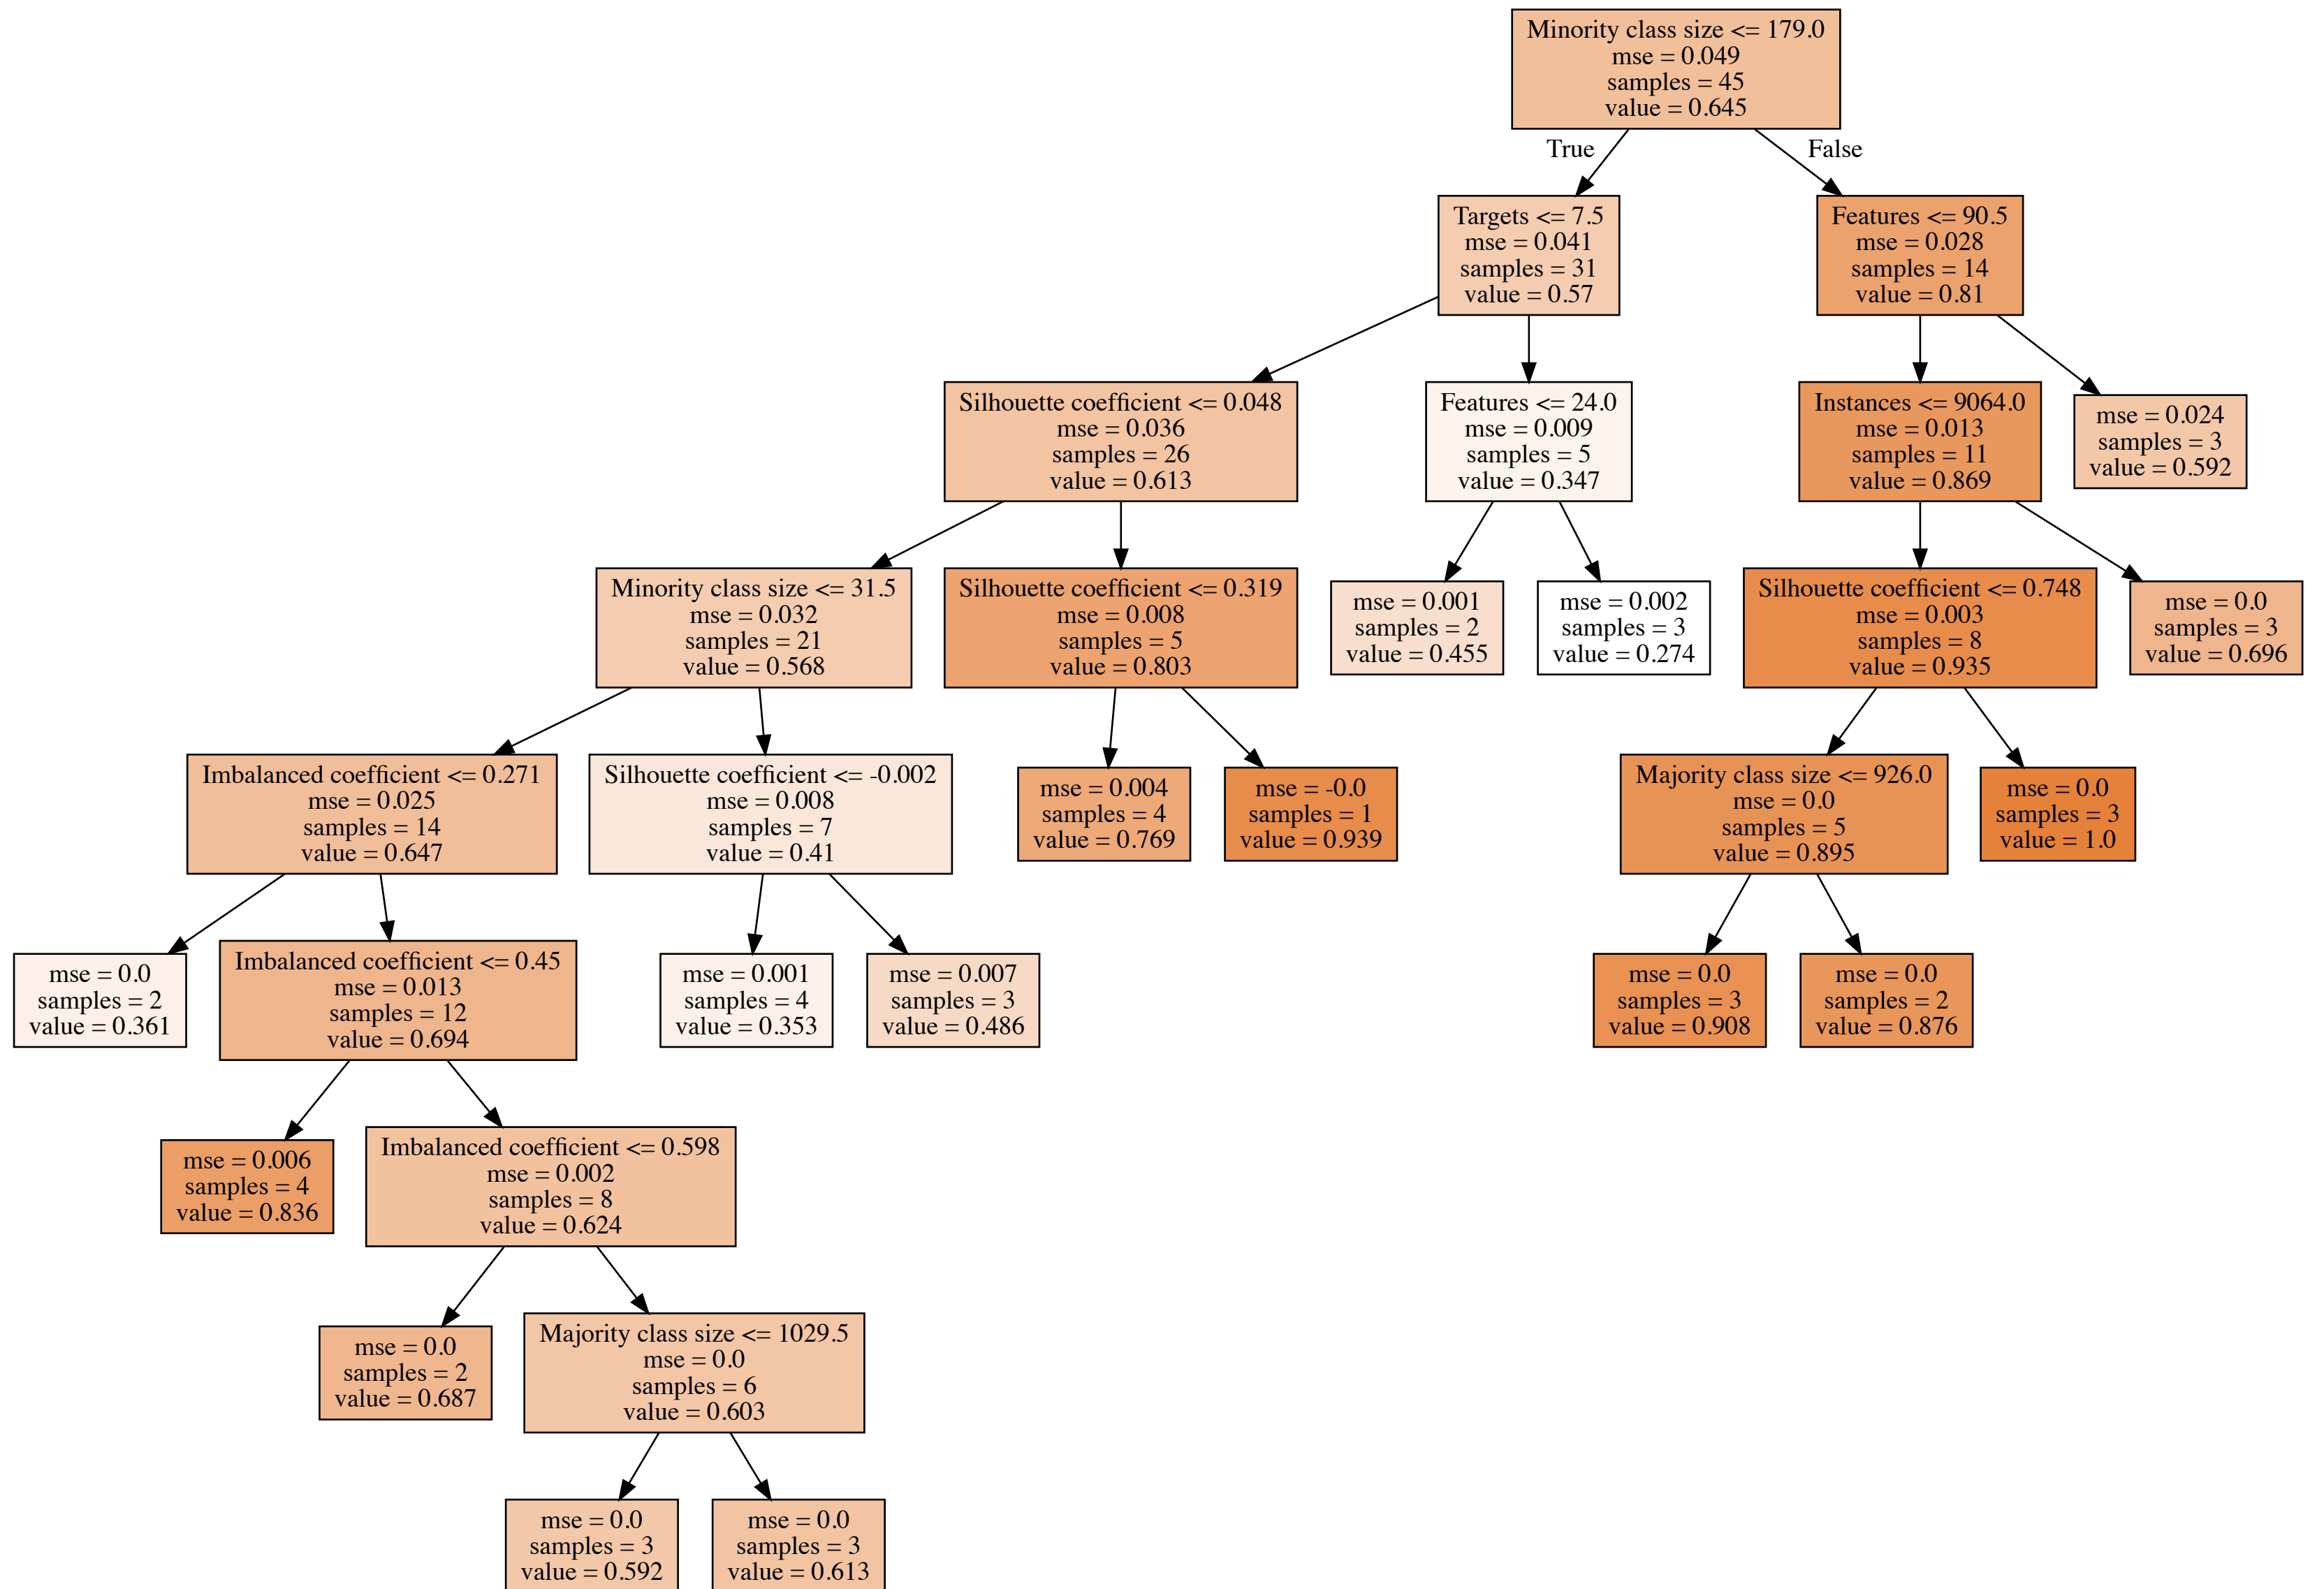 Minority class size <= 179.0
mse = 0.049
samples = 45
value = 0.645
True
False
Targets <= 7.5
mse = 0.041
samples = 31
value = 0.57
Features <= 90.5
mse = 0.028
samples = 14
value = 0.81
Silhouette coefficient <= 0.048
mse = 0.036
samples = 26
value = 0.613
Features <= 24.0
mse = 0.009
samples = 5
value = 0.347
Instances <= 9064.0
mse = 0.013
samples = 11
value = 0.869
mse = 0.024
samples = 3
value = 0.592
Minority class size <= 31.5
mse = 0.032
samples = 21
value = 0.568
Silhouette coefficient <= 0.319
mse = 0.008
samples = 5
value = 0.803
mse = 0.001
samples = 2
value = 0.455
mse = 0.002
samples = 3
value = 0.274
Silhouette coefficient <= 0.748
mse = 0.003
samples = 8
value = 0.935
mse = 0.0
samples = 3
value = 0.696
Imbalanced coefficient <= 0.271
mse = 0.025
samples = 14
value = 0.647
Silhouette coefficient <= -0.002
mse = 0.008
samples = 7
value = 0.41
mse = 0.004
samples = 4
value = 0.769
mse = -0.0
samples = 1
value = 0.939
Majority class size <= 926.0
mse = 0.0
samples = 5
value = 0.895
mse = 0.0
samples = 3
value = 1.0
mse = 0.0
samples = 2
value = 0.361
Imbalanced coefficient <= 0.45
mse = 0.013
samples = 12
value = 0.694
mse = 0.001
samples = 4
value = 0.353
mse = 0.007
samples = 3
value = 0.486
mse = 0.0
samples = 3
value = 0.908
mse = 0.0
samples = 2
value = 0.876
mse = 0.006
samples = 4
value = 0.836
Imbalanced coefficient <= 0.598
mse = 0.002
samples = 8
value = 0.624
mse = 0.0
samples = 2
value = 0.687
Majority class size <= 1029.5
mse = 0.0
samples = 6
value = 0.603
mse = 0.0
samples = 3
value = 0.592
mse = 0.0
samples = 3
value = 0.613